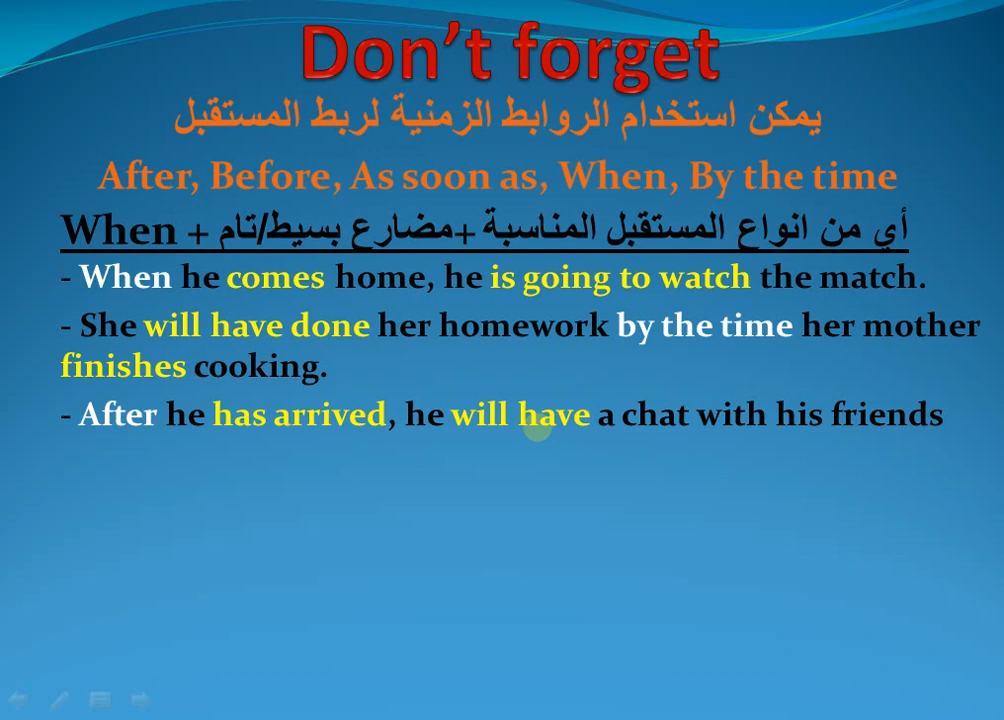 Don't forget
يمكن استخدام الروابط الزمنية لربط المستقبل
After, Before, As soon as, When, By the time
When + أي من انواع المستقبل المناسبة +مضارع بسيط/تام
- When he comes home, he is going to watch the match.
- She will have done her homework by the time her mother
finishes cooking.
- After he has arrived, he will have a chat with his friends